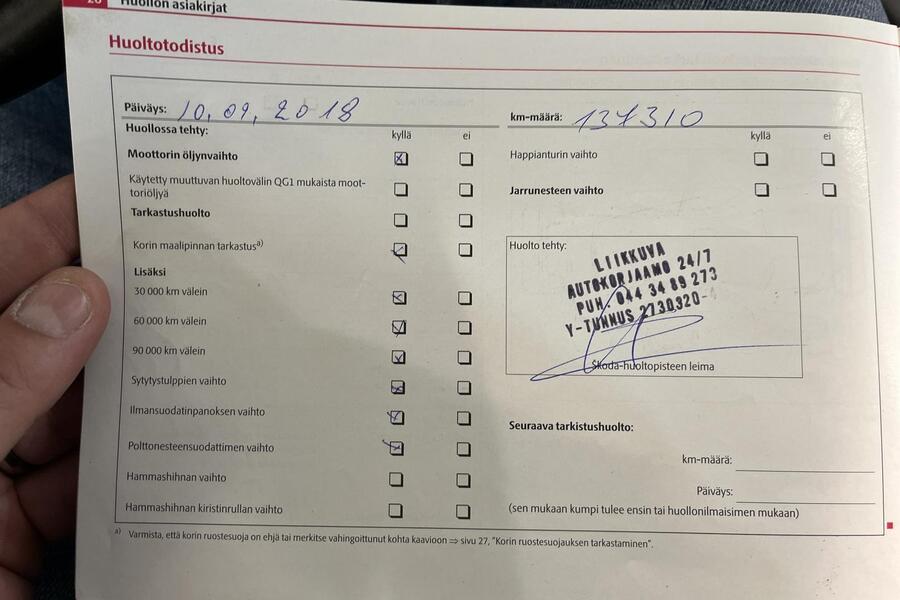 Huollon asiakirjat
Huoltotodistus
Päiväys: 10.09.2018
km-määrä: 137310
Huollossa tehty:
kyllä ei
kyllä ei
Moottorin öljynvaihto
Käytetty muuttuvan huoltovälin QG1 mukaista moot-
toriöljyä
Tarkastushuolto
Korin maalipinnan tarkastus a)
Lisäksi
30 000 km välein
60 000 km välein
90 000 km välein
Sytytystulppien vaihto
Ilmansuodatinpanoksen vaihto
Polttonesteensuodattimen vaihto
Hammashihnan vaihto
Hammashihnan kiristinrullan vaihto
Happianturin vaihto
Jarrunesteen vaihto
Huolto tehty:
LIIKKUVA
AUTOKORJAAMO 24/7
PUH. 044 34 89 273
Y-TUNNUS 2730320-4
Škoda-huoltopisteen leima
Seuraava tarkistushuolto:
km-määrä:
Päiväys:
(sen mukaan kumpi tulee ensin tai huollonilmaisimen mukaan)
a) Varmista, että korin ruostesuoja on ehjä tai merkitse vahingoittunut kohta kaavioon ⇒ sivu 27, "Korin ruostesuojauksen tarkastaminen".